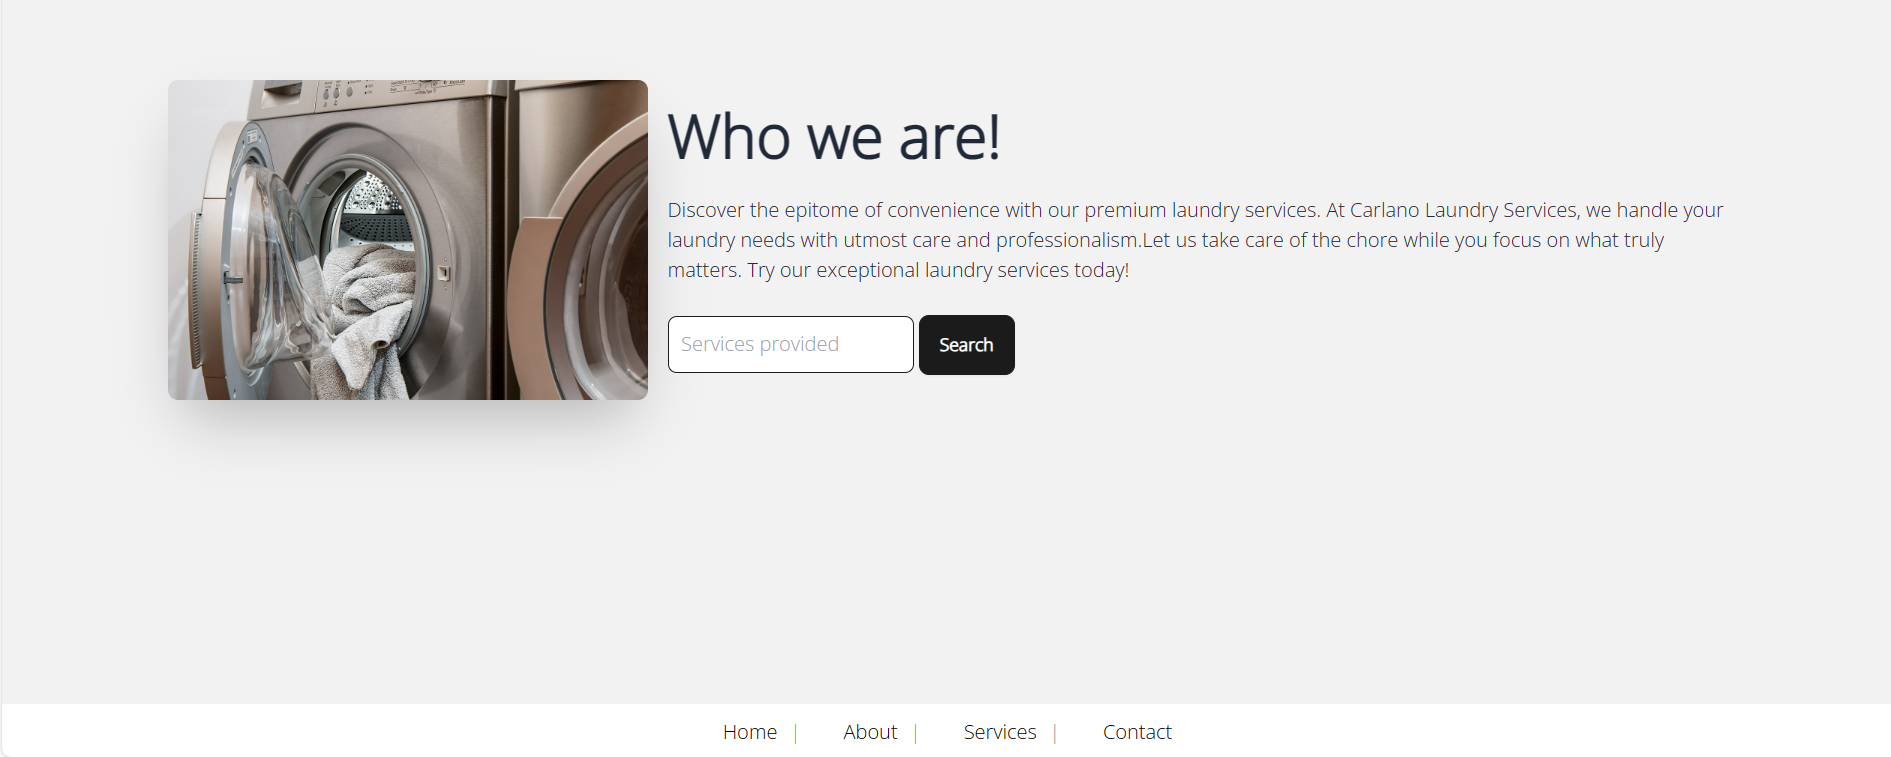 Who we are!
Discover the epitome of convenience with our premium laundry services. At Carlano Laundry Services, we handle your
laundry needs with utmost care and professionalism.Let us take care of the chore while you focus on what truly
matters. Try our exceptional laundry services today!
Services provided
Search
Home | About | Services | Contact